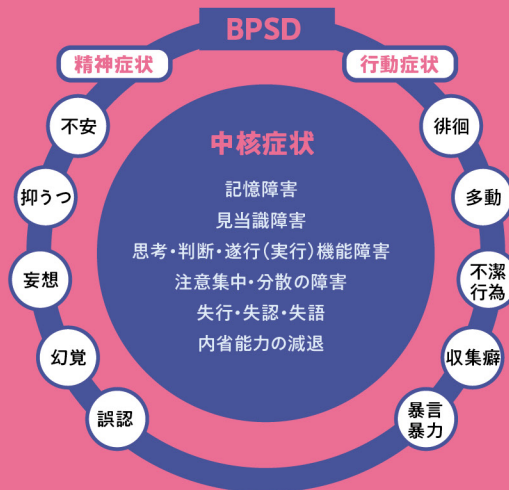 BPSD
精神症状
行動症状
不安
抑うつ
妄想
幻覚
誤認
中核症状
記憶障害
見当識障害
思考・判断・遂行(実行)機能障害
注意集中・分散の障害
失行・失認・失語
内省能力の減退
徘徊
多動
不潔
行為
収集癖
暴言
暴力